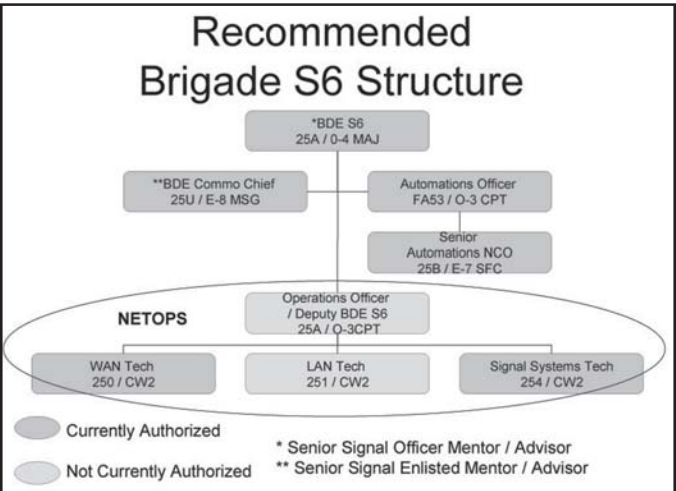 Recommended
Brigade S6 Structure
*BDE S6
25A / 0-4 MAJ
**BDE Commo Chief
25U / E-8 MSG
Automations Officer
FA53 / O-3 CPT
Senior
Automations NCO
25B / E-7 SFC
NETOPS
Operations Officer
/ Deputy BDE S6
25A / O-3CPT
WAN Tech
250 / CW2
LAN Tech
251 / CW2
Signal Systems Tech
254 / CW2
Currently Authorized
Not Currently Authorized
* Senior Signal Officer Mentor / Advisor
** Senior Signal Enlisted Mentor / Advisor